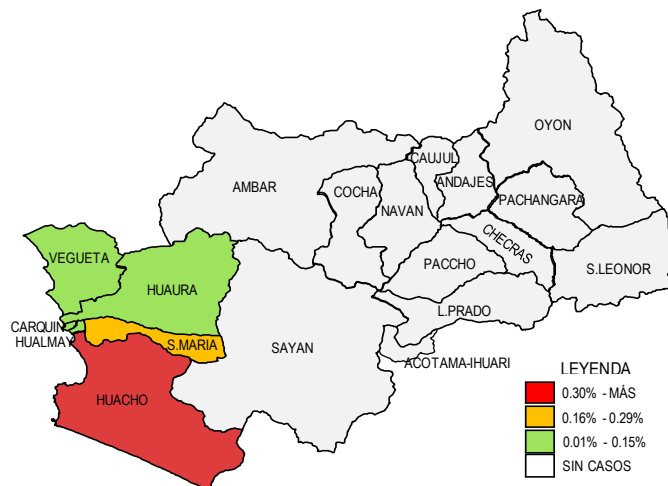 OYON
CAUJUL
ANDAJES
COCHA
AMBAR
NAVAN
PACHANGARA
CHECRAS
VEGUETA
PACCHO
S.LEONOR
HUAURA
L.PRADO
CARQUIN
HUALMAY
S.MARIA
SAYAN
ACOTAMA-IHUARI
HUACHO
LEYENDA
0.30% - MÁS
0.16% - 0.29%
0.01% - 0.15%
SIN CASOS